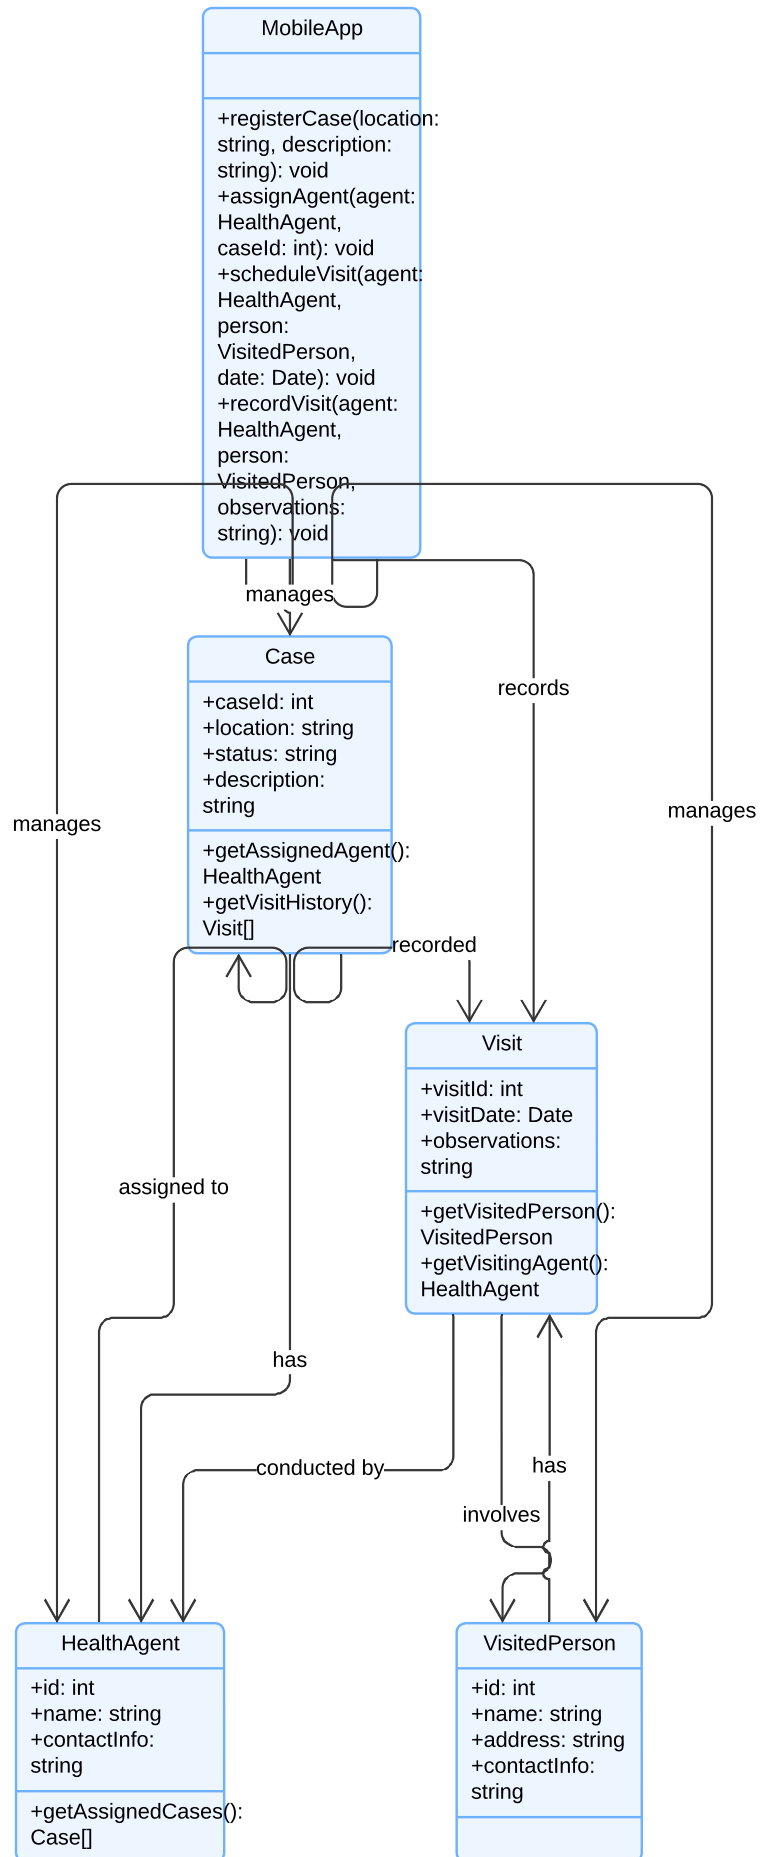 MobileApp
+registerCase(location:
string, description:
string): void
+assignAgent(agent:
HealthAgent,
caseId: int): void
+scheduleVisit(agent:
HealthAgent,
person:
VisitedPerson,
date: Date): void
+recordVisit(agent:
HealthAgent,
person:
VisitedPerson,
observations:
string): void
manages
Case
+caseId: int
+location: string
+status: string
+description:
string
+getAssignedAgent():
HealthAgent
+getVisitHistory():
Visit[]
records
manages
manages
recorded
Visit
+visitId: int
+visitDate: Date
+observations:
string
+getVisitedPerson():
VisitedPerson
+getVisitingAgent():
HealthAgent
assigned to
has
conducted by
has
involves
HealthAgent
+id: int
+name: string
+contactInfo:
string
+getAssignedCases():
Case[]
VisitedPerson
+id: int
+name: string
+address: string
+contactInfo:
string